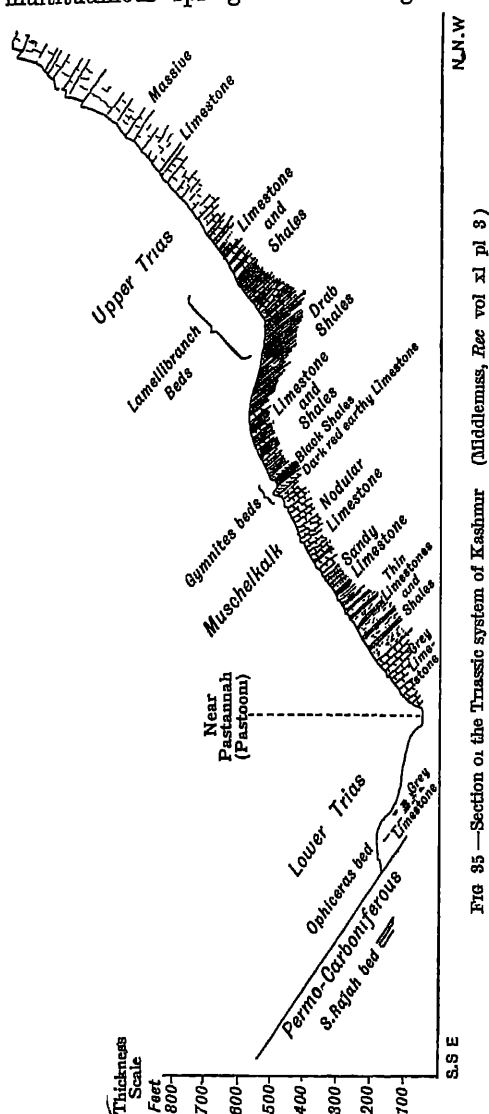 Thickness
Scale
Feet
800
700
600
500
400
300
200
100
S.S E
N.N.W
Permo-Carboniferous
S.Rajah bed
Ophiceras bed
Lower Trias
Grey
Limestone
Near
Pastannah
(Pastooni)
Grey
Lime-
stone
Thin
Limestones
and
Shales
Sandy
Limestone
Muschelkalk
Nodular
Limestone
Gymnites beds
Dark red earthy Limestone
Black Shales
Limestone
and
Shales
Lamellibranch
Beds
Drab
Shales
Upper Trias
Limestone
and
Shales
Massive
Limestone
FIG 35 —Section of the Triassic system of Kashmir (Middlemiss, Rec vol xl pl 3)